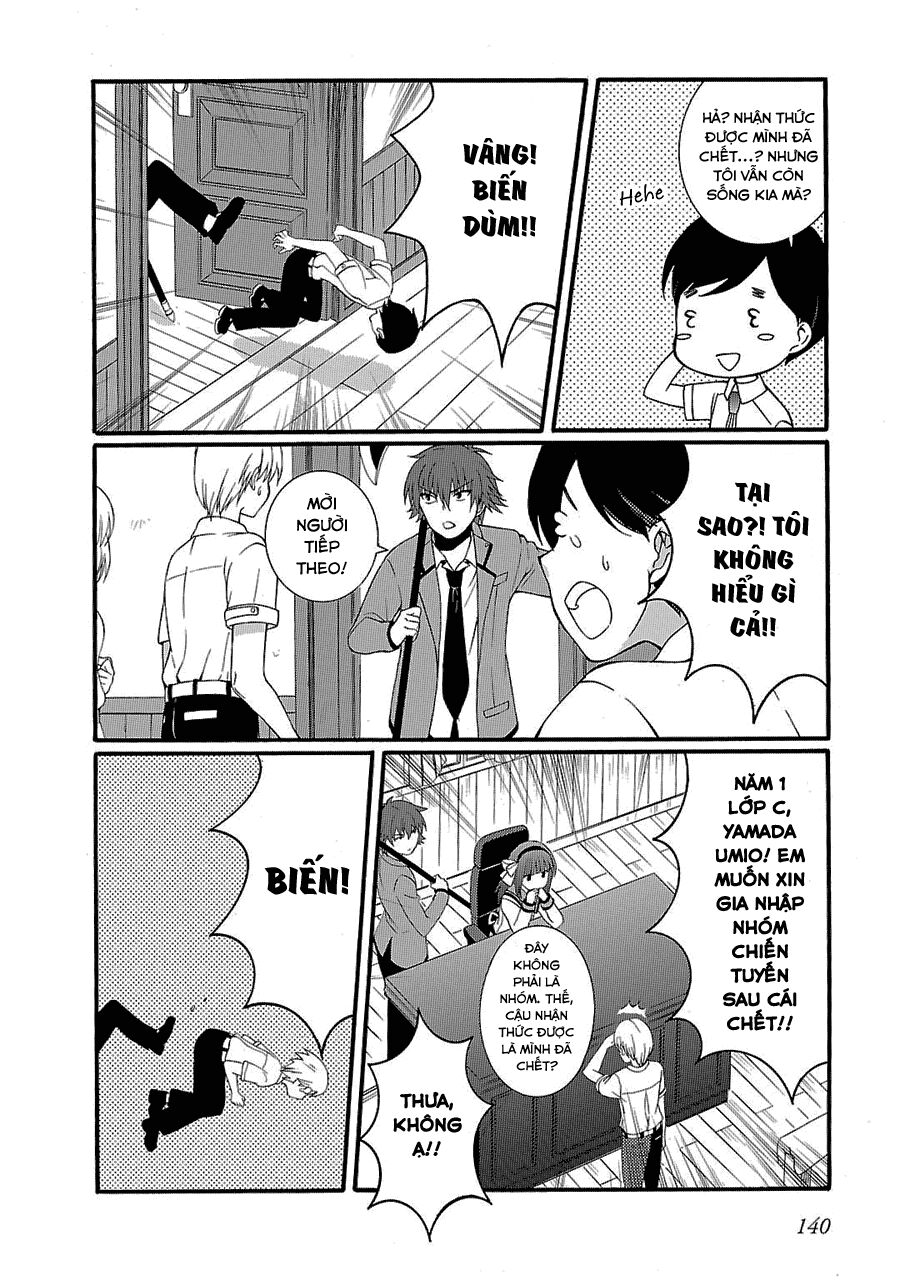 HẢ? NHẬN THỨC
ĐƯỢC MÌNH ĐÃ
CHẾT...? NHƯNG
TÔI VẪN CÒN
SỐNG KIA MÀ?
Hehe
VÂNG!
BIẾN
DÙM!!
TẠI
SAO?! TÔI
KHÔNG
HIỂU GÌ
CẢ!!
MỜI
NGƯỜI
TIẾP
THEO!
NĂM 1
LỚP C,
YAMADA
UMIO! EM
MUỐN XIN
GIA NHẬP
NHÓM
CHIẾN
TUYẾN
SAU CÁI
CHẾT!!
ĐÂY
KHÔNG
PHẢI LÀ
NHÓM. THẾ,
CẬU NHẬN
THỨC ĐƯỢC
LÀ MÌNH ĐÃ
CHẾT?
THƯA,
KHÔNG
Ạ!!
BIẾN!
140